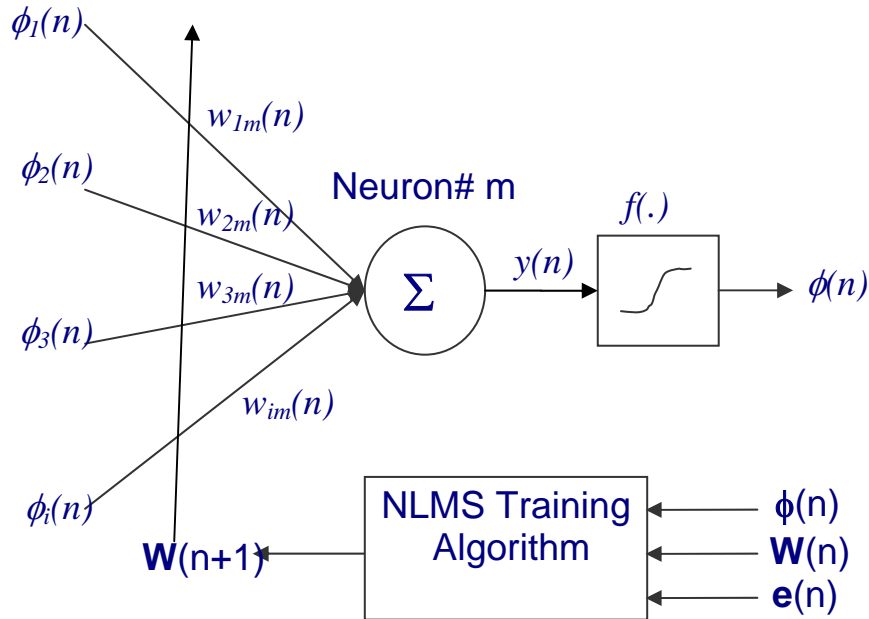 ϕ1(n)
w1m(n)
ϕ2(n)
Neuron# m
f(.)
w2m(n)
y(n)
Σ
ϕ(n)
w3m(n)
ϕ3(n)
wim(n)
ϕi(n)
NLMS Training
Algorithm
ϕ(n)
W(n)
e(n)
W(n+1)